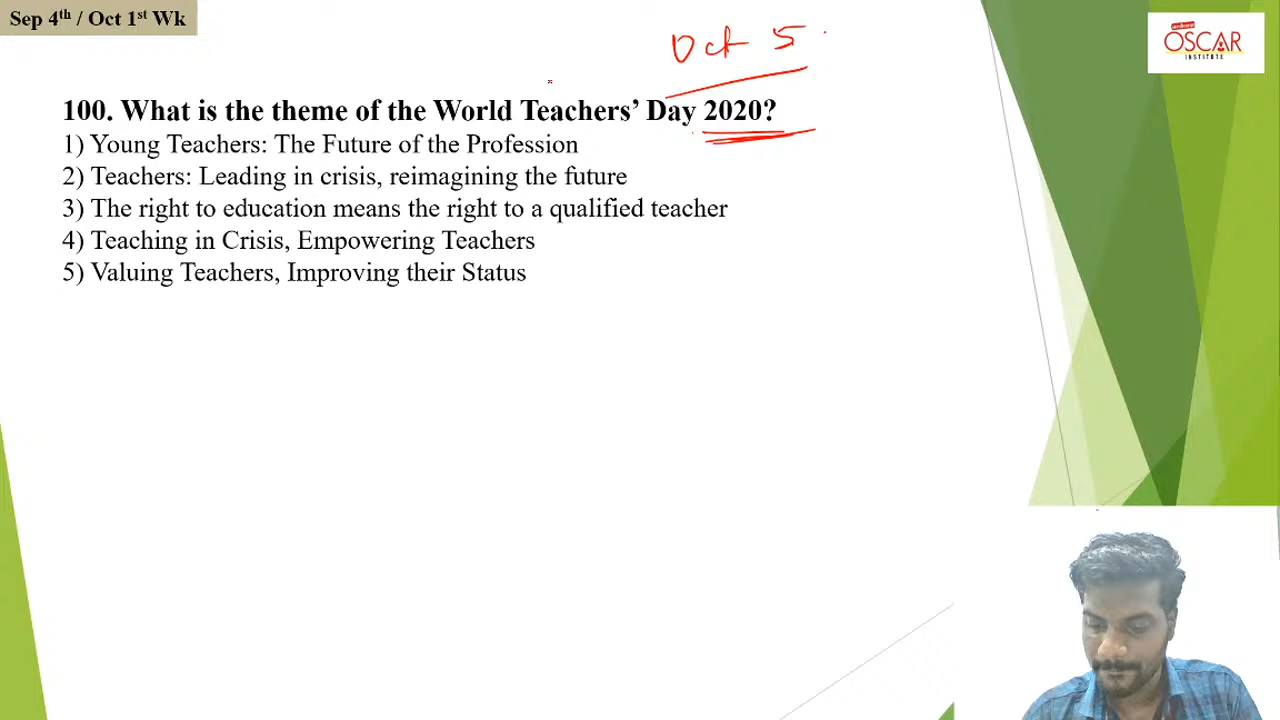 Sep 4th / Oct 1st Wk
Oct 5
OSCAR
INSTITUTE
100. What is the theme of the World Teachers’ Day 2020?
1) Young Teachers: The Future of the Profession
2) Teachers: Leading in crisis, reimagining the future
3) The right to education means the right to a qualified teacher
4) Teaching in Crisis, Empowering Teachers
5) Valuing Teachers, Improving their Status